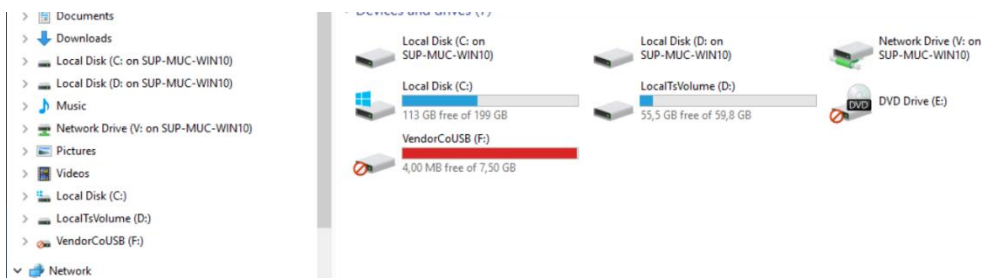 Documents
Downloads
Local Disk (C: on SUP-MUC-WIN10)
Local Disk (D: on SUP-MUC-WIN10)
Music
Network Drive (V: on SUP-MUC-WIN10)
Pictures
Videos
Local Disk (C:)
LocalTsVolume (D:)
VendorCoUSB (F:)
Network
Devices and drives (7)
Local Disk (C: on
SUP-MUC-WIN10)
Local Disk (D: on
SUP-MUC-WIN10)
Network Drive (V: on
SUP-MUC-WIN10)
Local Disk (C:)
113 GB free of 199 GB
LocalTsVolume (D:)
55,5 GB free of 59,8 GB
DVD
DVD Drive (E:)
VendorCoUSB (F:)
4,00 MB free of 7,50 GB